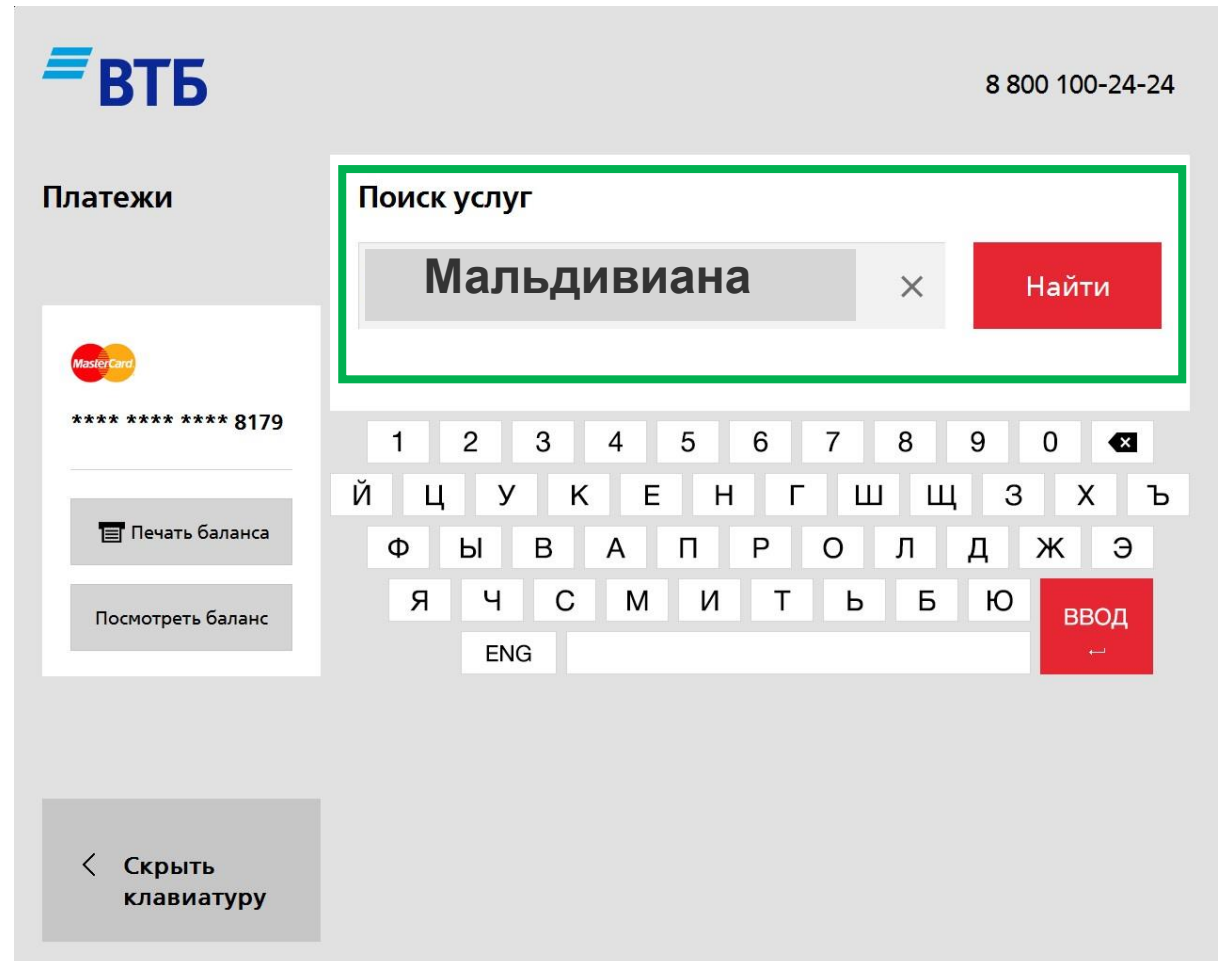 ВТБ
8 800 100-24-24
Платежи
Поиск услуг
Мальдивиана
Найти
MasterCard
**** **** **** 8179
Печать баланса
Посмотреть баланс
1 2 3 4 5 6 7 8 9 0
Й Ц У К Е Н Г Ш Щ З Х Ъ
Ф Ы В А П Р О Л Д Ж Э
Я Ч С М И Т Ь Б Ю
ВВОД
ENG
Скрыть
клавиатуру